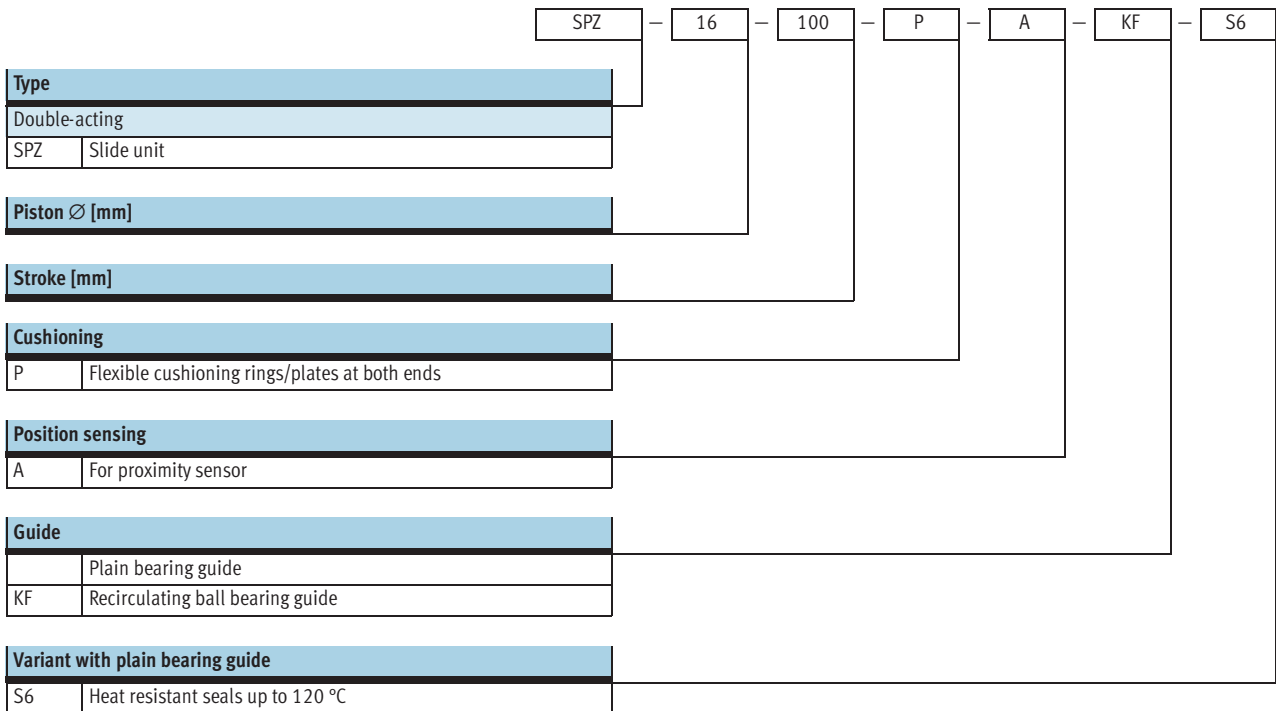 SPZ — 16 — 100 — P — A — KF — S6
Type
Double-acting
SPZ Slide unit
Piston ∅ [mm]
Stroke [mm]
Cushioning
P Flexible cushioning rings/plates at both ends
Position sensing
A For proximity sensor
Guide
Plain bearing guide
KF Recirculating ball bearing guide
Variant with plain bearing guide
S6 Heat resistant seals up to 120 °C